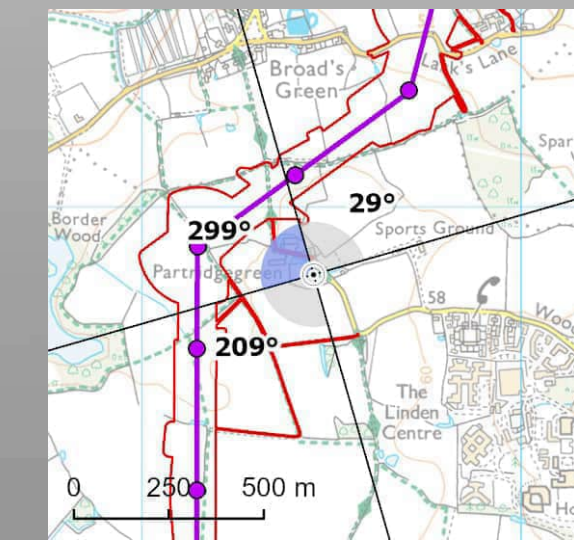 Broad's
Green
Lark's Lane
Spar
29°
299°
Border
Wood
Sports Ground
Partridgegreen
58
Woo
209°
60
The
Linden
Centre
0 250 500 m
Ho